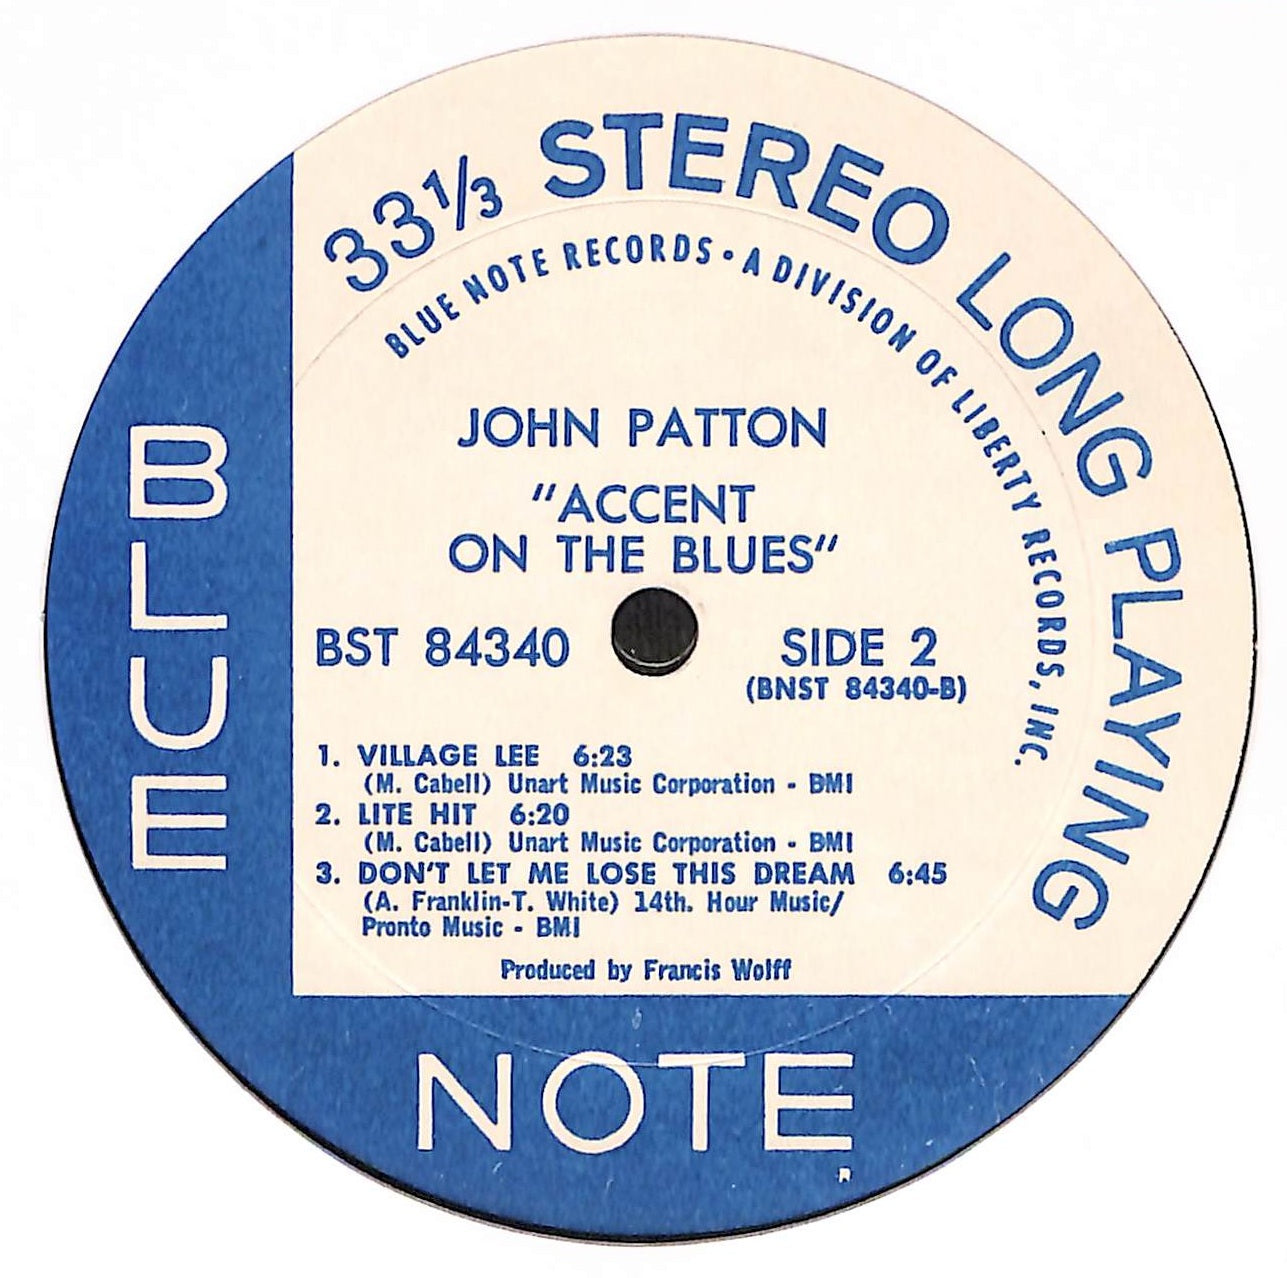 33 1/3 STEREO LONG PLAYING
BLUE NOTE RECORDS • A DIVISION OF LIBERTY RECORDS, INC.
JOHN PATTON
"ACCENT
ON THE BLUES"
BST 84340
SIDE 2
(BNST 84340-B)
1. VILLAGE LEE 6:23
(M. Cabell) Unart Music Corporation - BMI
2. LITE HIT 6:20
(M. Cabell) Unart Music Corporation - BMI
3. DON'T LET ME LOSE THIS DREAM 6:45
(A. Franklin-T. White) 14th. Hour Music/
Pronto Music - BMI
Produced by Francis Wolff
BLUE
NOTE
R